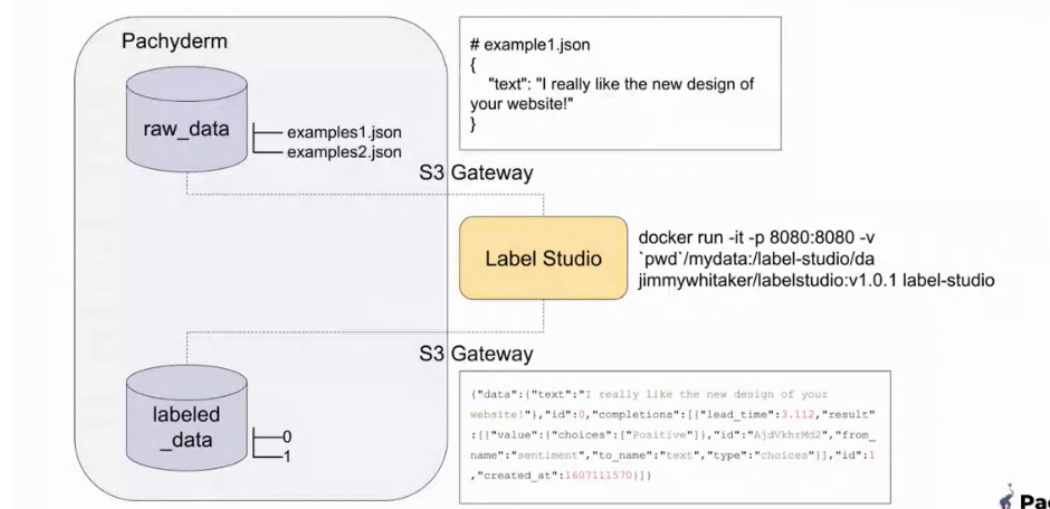 Pachyderm
raw_data
examples1.json
examples2.json
# example1.json
{
"text": "I really like the new design of
your website!"
}
S3 Gateway
Label Studio
docker run -it -p 8080:8080 -v
`pwd`/mydata:/label-studio/da
jimmywhitaker/labelstudio:v1.0.1 label-studio
S3 Gateway
labeled
_data
0
1
{"data":{"text":"I really like the new design of your
website!"},"id":0,"completions":[{"lead_time":3.112,"result"
:[{"value":{"choices":["Positive"]},"id":"AjdVkhrMd2","from_
name":"sentiment","to_name":"text","type":"choices"}],"id":1
,"created_at":1607111570}]}
Pac